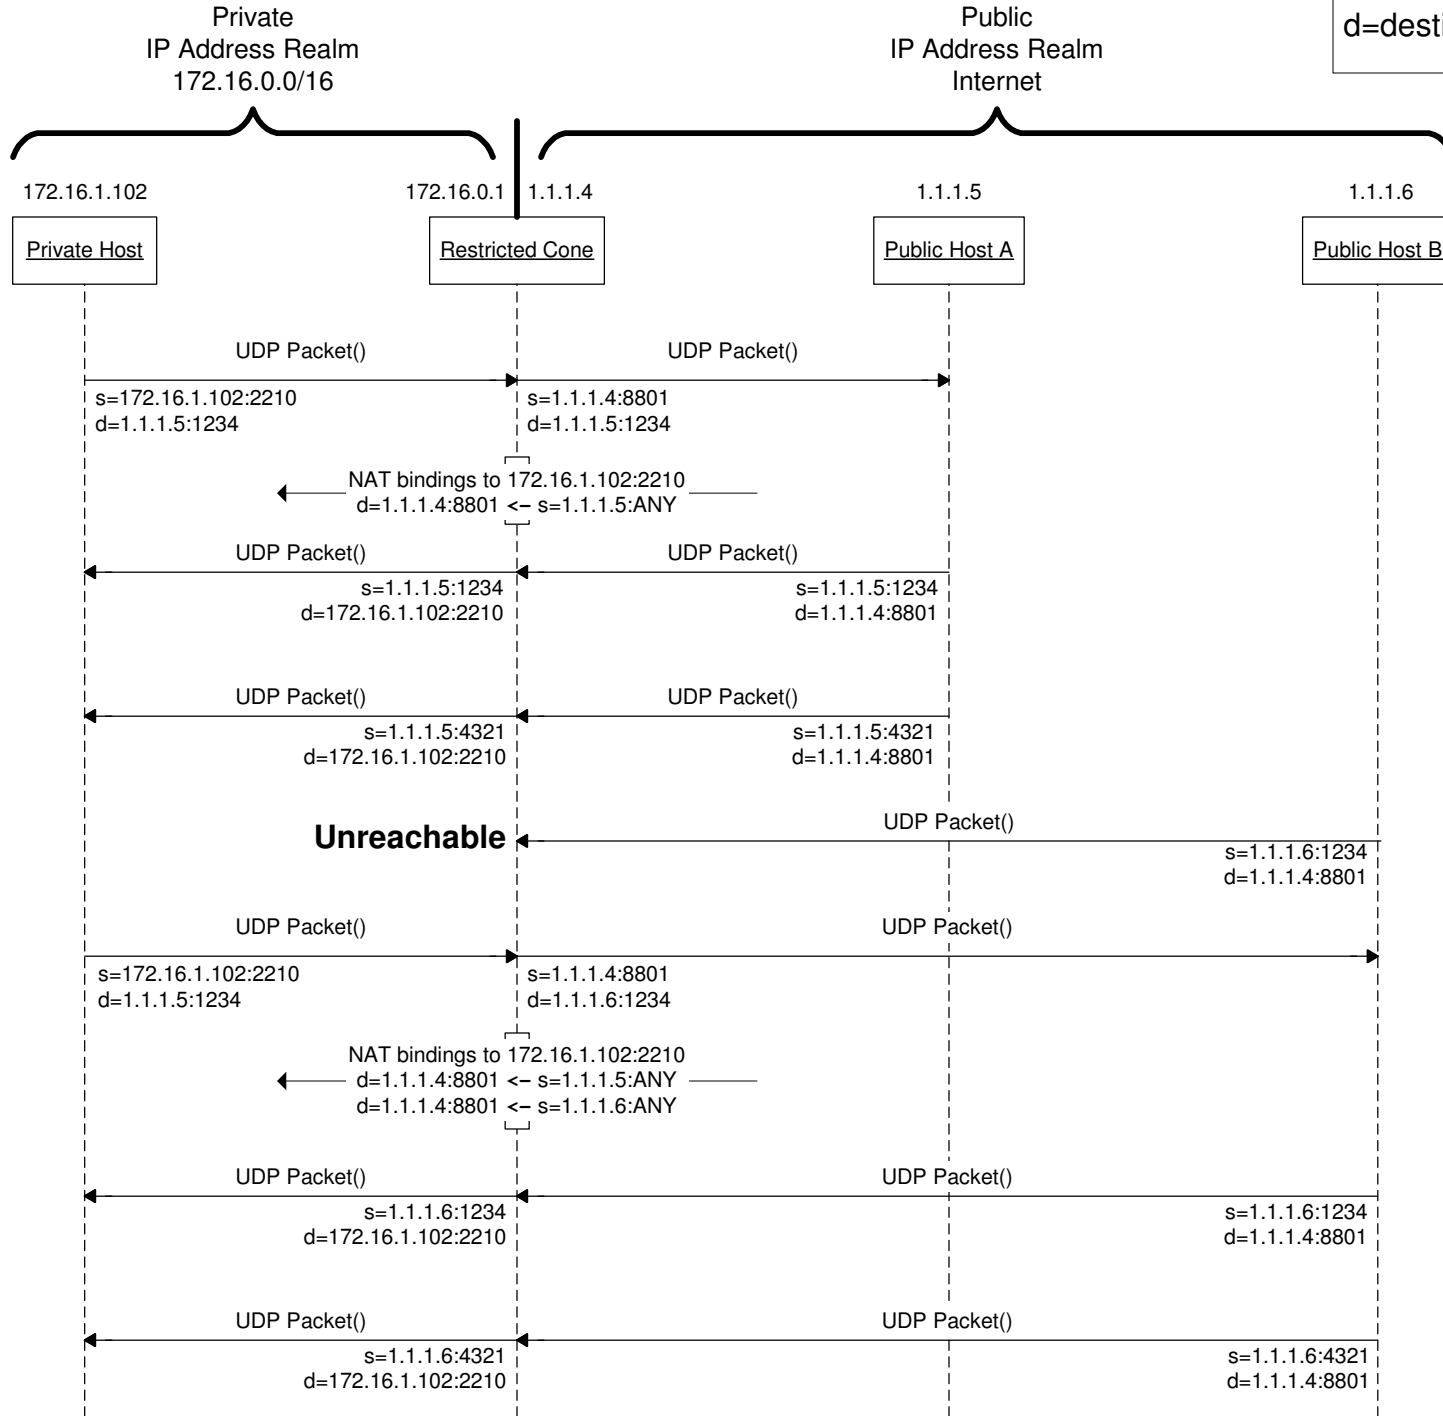 Private
IP Address Realm
172.16.0.0/16
Public
IP Address Realm
Internet
172.16.1.102
172.16.0.1
1.1.1.4
1.1.1.5
1.1.1.6
Private Host
Restricted Cone
Public Host A
Public Host B
UDP Packet()
UDP Packet()
s=172.16.1.102:2210
d=1.1.1.5:1234
s=1.1.1.4:8801
d=1.1.1.5:1234
NAT bindings to 172.16.1.102:2210
d=1.1.1.4:8801 <– s=1.1.1.5:ANY
UDP Packet()
UDP Packet()
s=1.1.1.5:1234
d=172.16.1.102:2210
s=1.1.1.5:1234
d=1.1.1.4:8801
UDP Packet()
UDP Packet()
s=1.1.1.5:4321
d=172.16.1.102:2210
s=1.1.1.5:4321
d=1.1.1.4:8801
Unreachable
UDP Packet()
s=1.1.1.6:1234
d=1.1.1.4:8801
UDP Packet()
UDP Packet()
s=172.16.1.102:2210
d=1.1.1.5:1234
s=1.1.1.4:8801
d=1.1.1.6:1234
NAT bindings to 172.16.1.102:2210
d=1.1.1.4:8801 <– s=1.1.1.5:ANY
d=1.1.1.4:8801 <– s=1.1.1.6:ANY
UDP Packet()
UDP Packet()
s=1.1.1.6:1234
d=172.16.1.102:2210
s=1.1.1.6:1234
d=1.1.1.4:8801
UDP Packet()
UDP Packet()
s=1.1.1.6:4321
d=172.16.1.102:2210
s=1.1.1.6:4321
d=1.1.1.4:8801